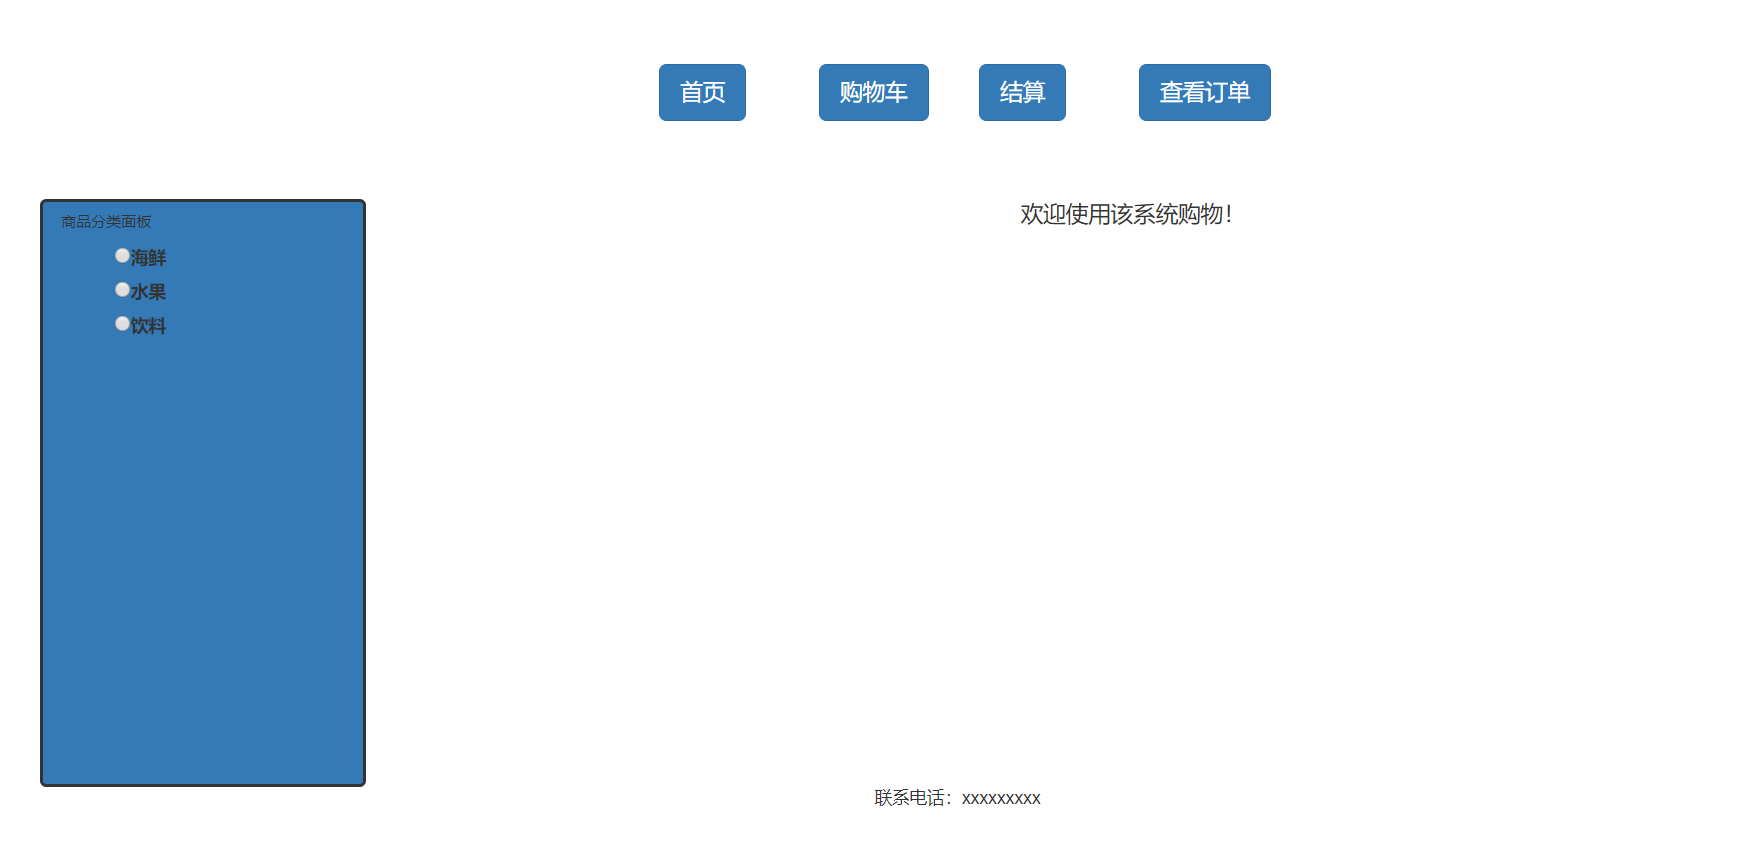 首页 购物车 结算 查看订单
商品分类面板
欢迎使用该系统购物！
海鲜
水果
饮料
联系电话：xxxxxxxxx